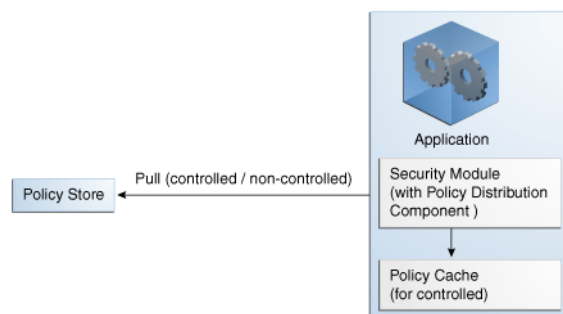 Application
Pull (controlled / non-controlled)
Policy Store
Security Module
(with Policy Distribution
Component )
Policy Cache
(for controlled)